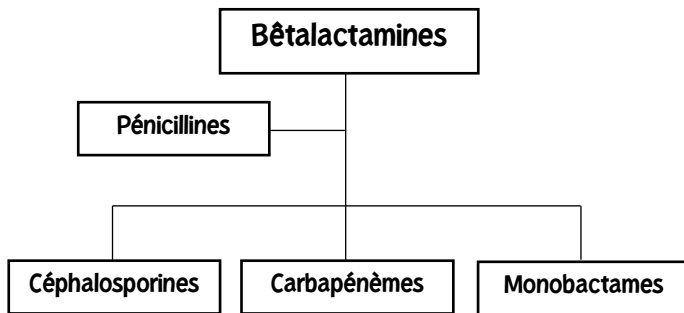 Bêtalactamines
Pénicillines
Céphalosporines
Carbapénèmes
Monobactames